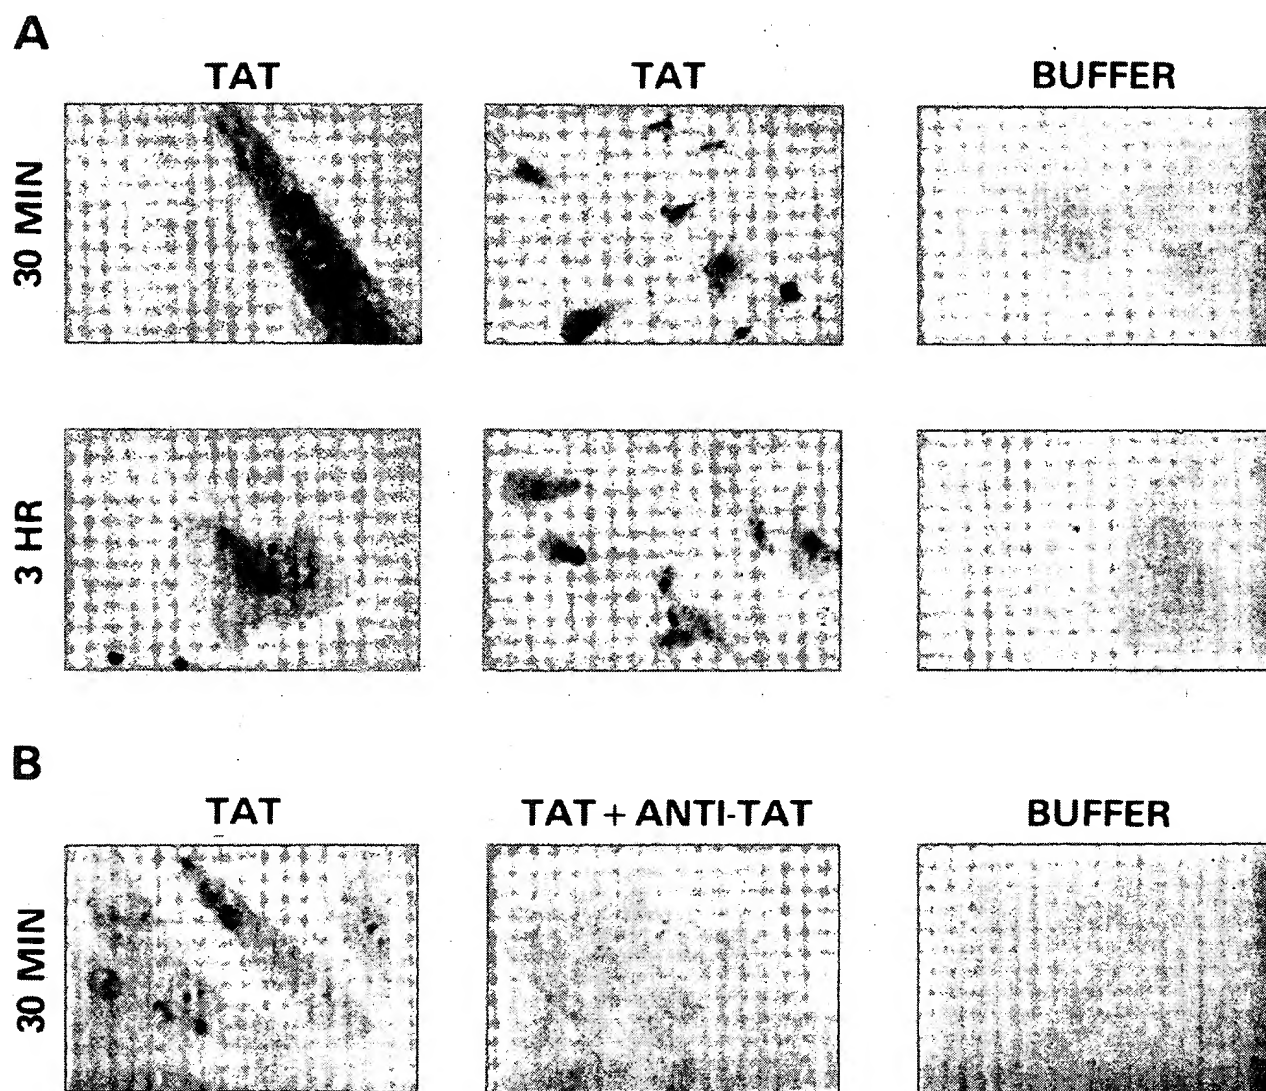 A
TAT TAT BUFFER
30 MIN
3 HR
B
TAT TAT + ANTI-TAT BUFFER
30 MIN